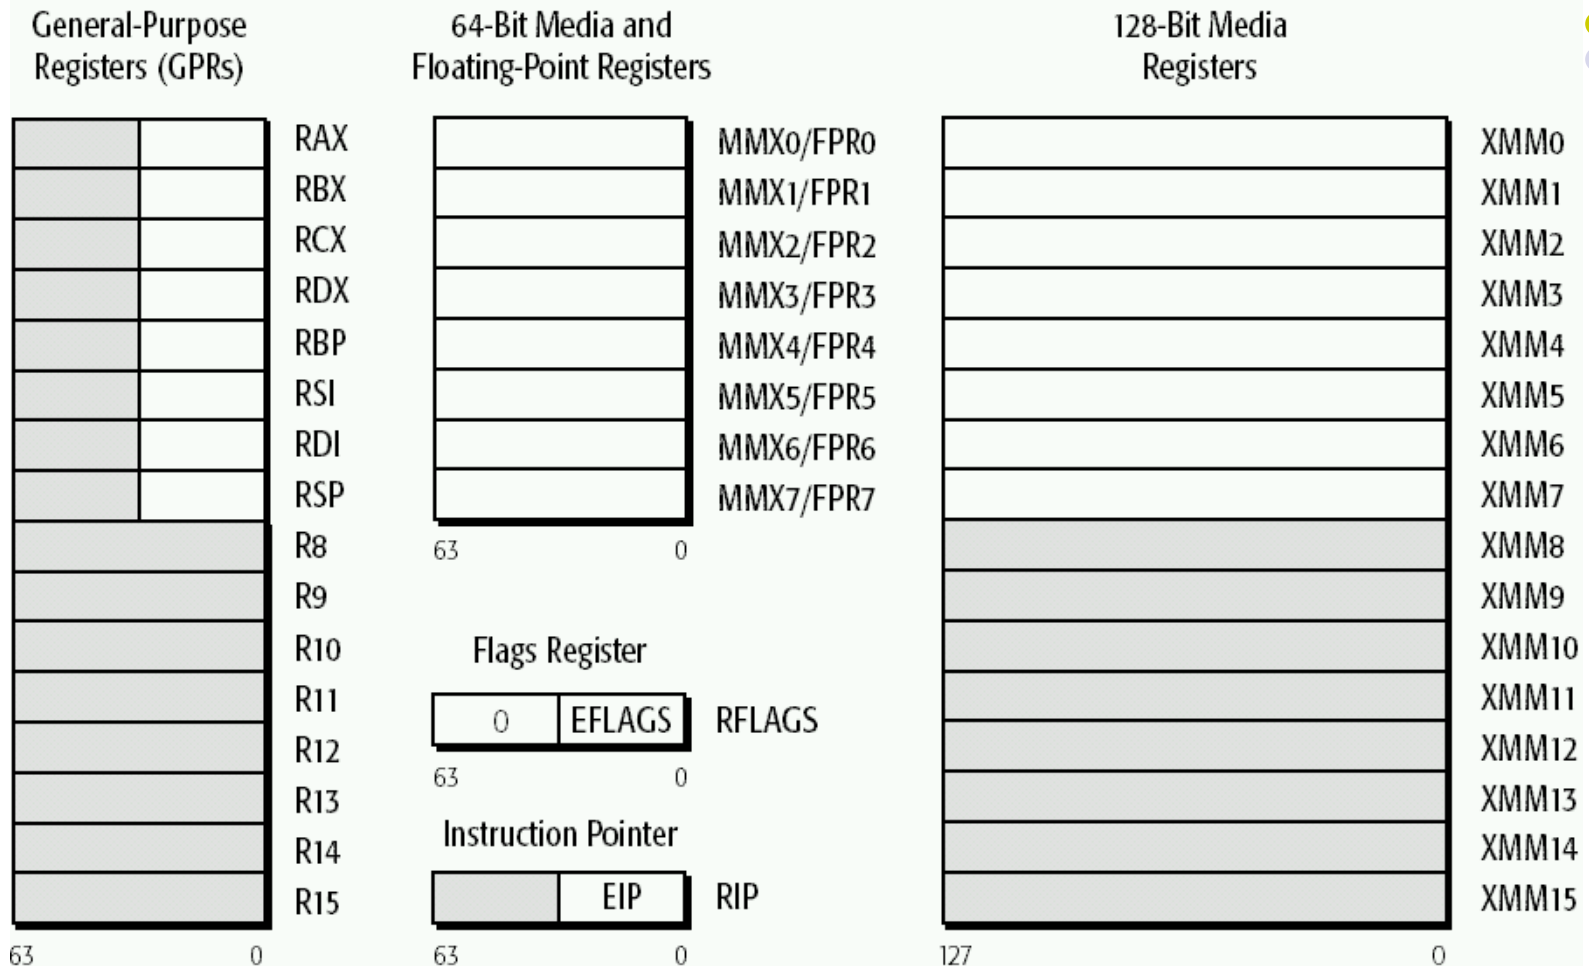 General-Purpose
Registers (GPRs)
RAX
RBX
RCX
RDX
RBP
RSI
RDI
RSP
R8
R9
R10
R11
R12
R13
R14
R15
63 0
64-Bit Media and
Floating-Point Registers
MMX0/FPR0
MMX1/FPR1
MMX2/FPR2
MMX3/FPR3
MMX4/FPR4
MMX5/FPR5
MMX6/FPR6
MMX7/FPR7
63 0
Flags Register
0 EFLAGS RFLAGS
63 0
Instruction Pointer
EIP RIP
63 0
128-Bit Media
Registers
XMM0
XMM1
XMM2
XMM3
XMM4
XMM5
XMM6
XMM7
XMM8
XMM9
XMM10
XMM11
XMM12
XMM13
XMM14
XMM15
127 0